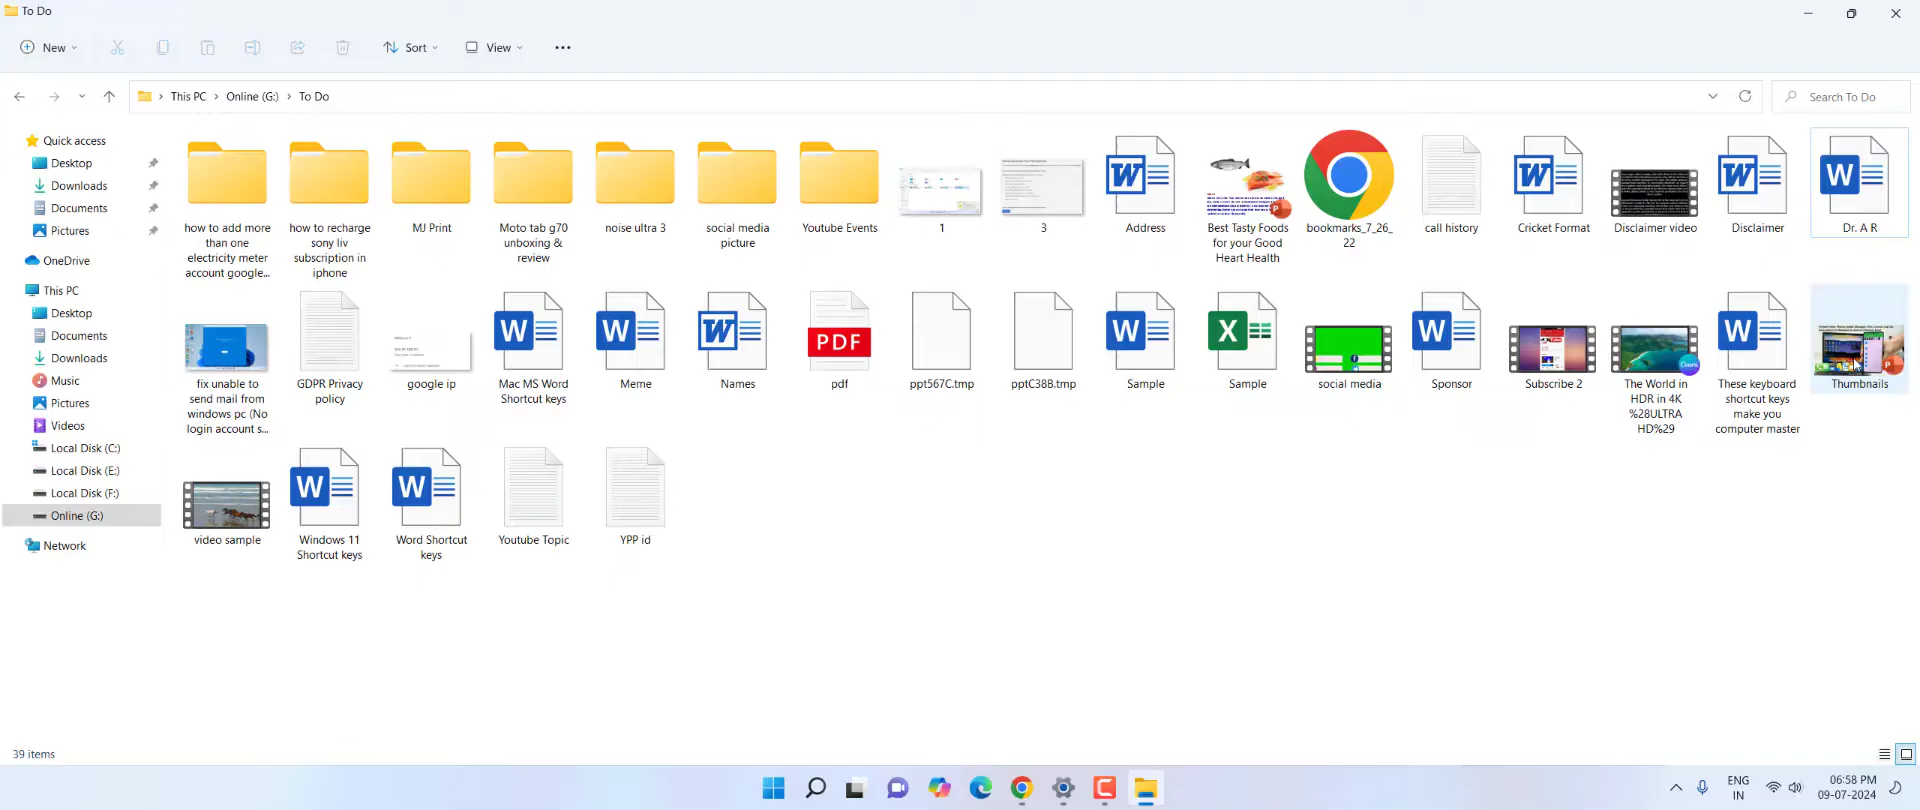 To Do
New
Sort
View
This PC
Online (G:)
To Do
Search To Do
Quick access
Desktop
Downloads
Documents
Pictures
OneDrive
This PC
Desktop
Documents
Downloads
Music
Pictures
Videos
Local Disk (C:)
Local Disk (E:)
Local Disk (F:)
Online (G:)
Network
how to add more
than one
electricity meter
account google...
how to recharge
sony liv
subscription in
iphone
MJ Print
Moto tab g70
unboxing &
review
noise ultra 3
social media
picture
Youtube Events
1
3
Address
Best Tasty Foods
for your Good
Heart Health
bookmarks_7_26_
22
call history
Cricket Format
Disclaimer video
Disclaimer
Dr. A R
fix unable to
send mail from
windows pc (No
login account s...
GDPR Privacy
policy
google ip
Mac MS Word
Shortcut keys
Meme
Names
PDF
pdf
ppt567C.tmp
pptC38B.tmp
Sample
Sample
social media
Sponsor
Subscribe 2
The World in
HDR in 4K
%28ULTRA
HD%29
These keyboard
shortcut keys
make you
computer master
Thumbnails
video sample
Windows 11
Shortcut keys
Word Shortcut
keys
Youtube Topic
YPP id
39 items
ENG
IN
06:58 PM
09-07-2024